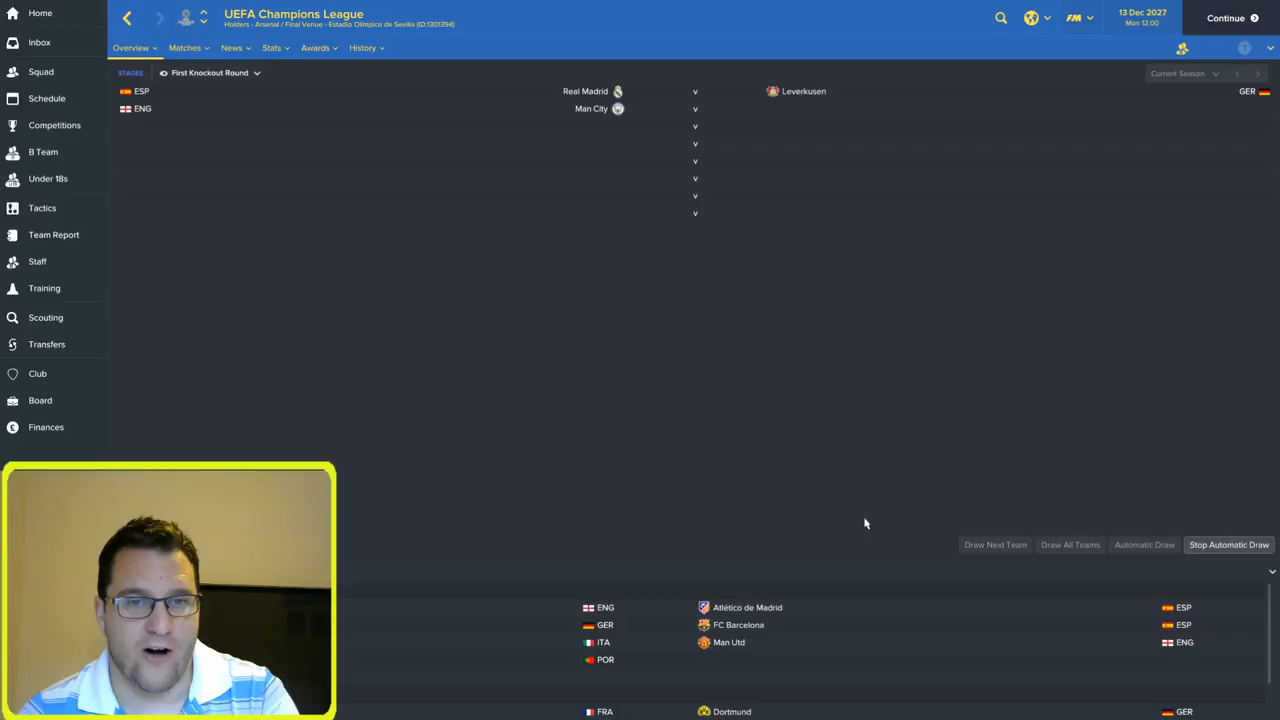 Home
Inbox
Squad
Schedule
Competitions
B Team
Under 18s
Tactics
Team Report
Staff
Training
Scouting
Transfers
Club
Board
Finances
UEFA Champions League
Holders - Arsenal / Final Venue - Estadio Olímpico de Sevilla (ID:1301394)
FM
13 Dec 2027
Mon 12:00
Continue
Overview Matches News Stats Awards History
STAGES First Knockout Round
Current Season
ESP Real Madrid v Leverkusen GER
ENG Man City v
v
v
v
v
v
v
Draw Next Team Draw All Teams Automatic Draw Stop Automatic Draw
ENG Atlético de Madrid ESP
GER FC Barcelona ESP
ITA Man Utd ENG
POR
FRA Dortmund GER